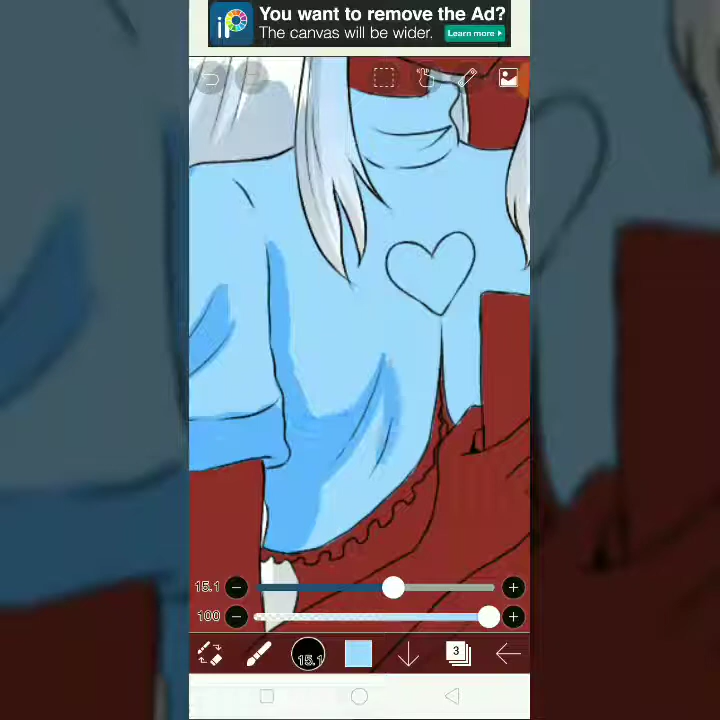 iP
You want to remove the Ad?
The canvas will be wider.
Learn more
15.1
100
15.1
3